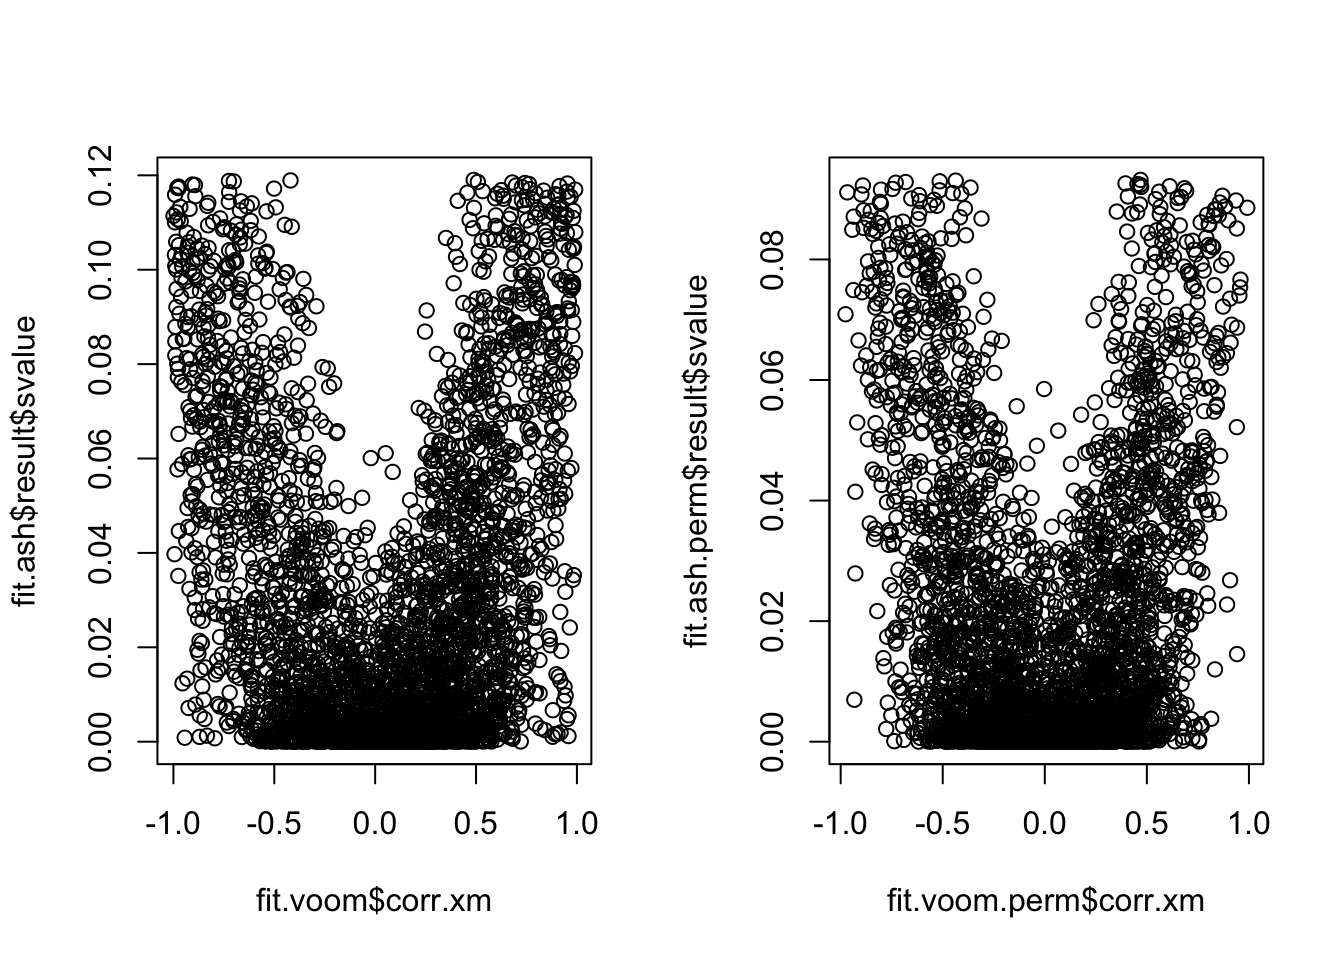 fit.ash$result$svalue
0.00 0.02 0.04 0.06 0.08 0.10 0.12
-1.0 -0.5 0.0 0.5 1.0
fit.voom$corr.xm
fit.ash.perm$result$svalue
0.00 0.02 0.04 0.06 0.08
-1.0 -0.5 0.0 0.5 1.0
fit.voom.perm$corr.xm